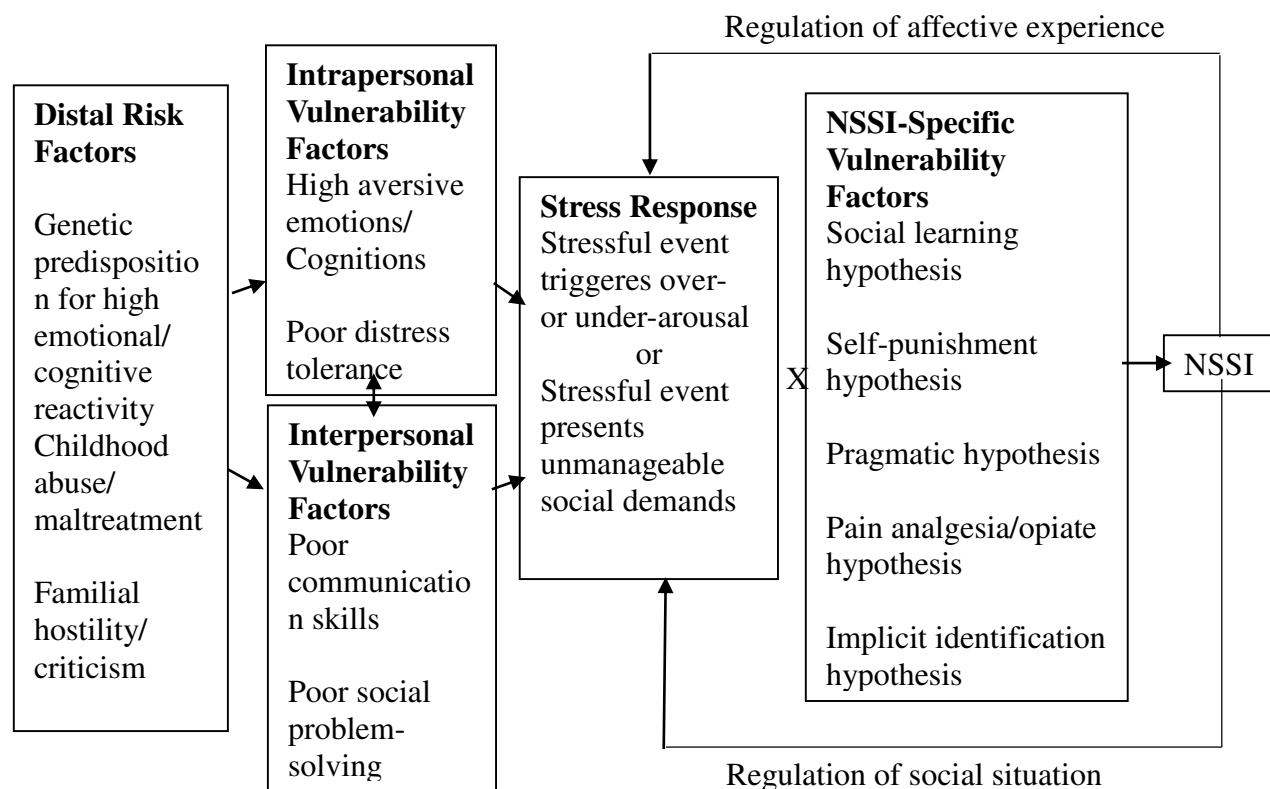 Regulation of affective experience
Distal Risk
Factors
Genetic
predispositio
n for high
emotional/
cognitive
reactivity
Childhood
abuse/
maltreatment
Familial
hostility/
criticism
Intrapersonal
Vulnerability
Factors
High aversive
emotions/
Cognitions
Poor distress
tolerance
Interpersonal
Vulnerability
Factors
Poor
communicatio
n skills
Poor social
problem-
solving
Stress Response
Stressful event
triggeres over-
or under-arousal
or
Stressful event
presents
unmanageable
social demands
X
NSSI-Specific
Vulnerability
Factors
Social learning
hypothesis
Self-punishment
hypothesis
Pragmatic hypothesis
Pain analgesia/opiate
hypothesis
Implicit identification
hypothesis
NSSI
Regulation of social situation